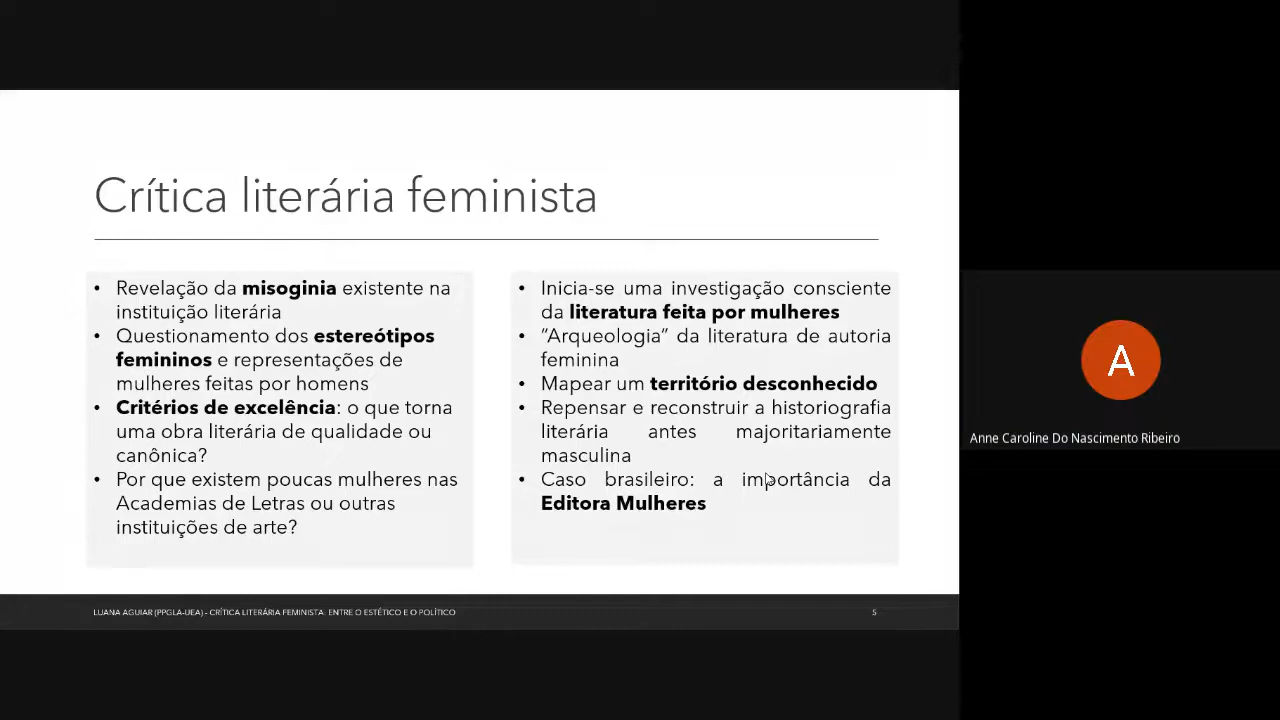 Crítica literária feminista
• Revelação da misoginia existente na
instituição literária
• Questionamento dos estereótipos
femininos e representações de
mulheres feitas por homens
• Critérios de excelência: o que torna
uma obra literária de qualidade ou
canônica?
• Por que existem poucas mulheres nas
Academias de Letras ou outras
instituições de arte?
• Inicia-se uma investigação consciente
da literatura feita por mulheres
• “Arqueologia” da literatura de autoria
feminina
• Mapear um território desconhecido
• Repensar e reconstruir a historiografia
literária antes majoritariamente
masculina
• Caso brasileiro: a importância da
Editora Mulheres
LUANA AGUIAR (PPGLA-UEA) - CRÍTICA LITERÁRIA FEMINISTA: ENTRE O ESTÉTICO E O POLÍTICO
5
A
Anne Caroline Do Nascimento Ribeiro